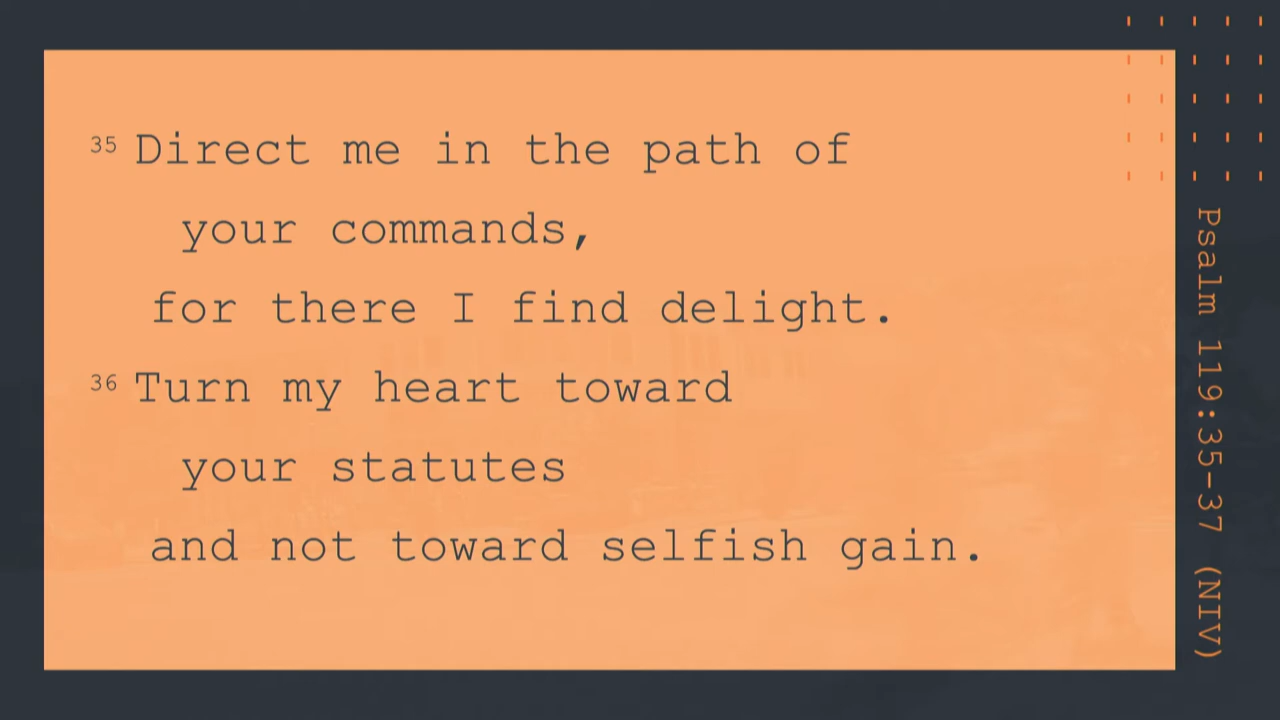 35 Direct me in the path of
your commands,
for there I find delight.
36 Turn my heart toward
your statutes
and not toward selfish gain.
Psalm 119:35-37 (NIV)